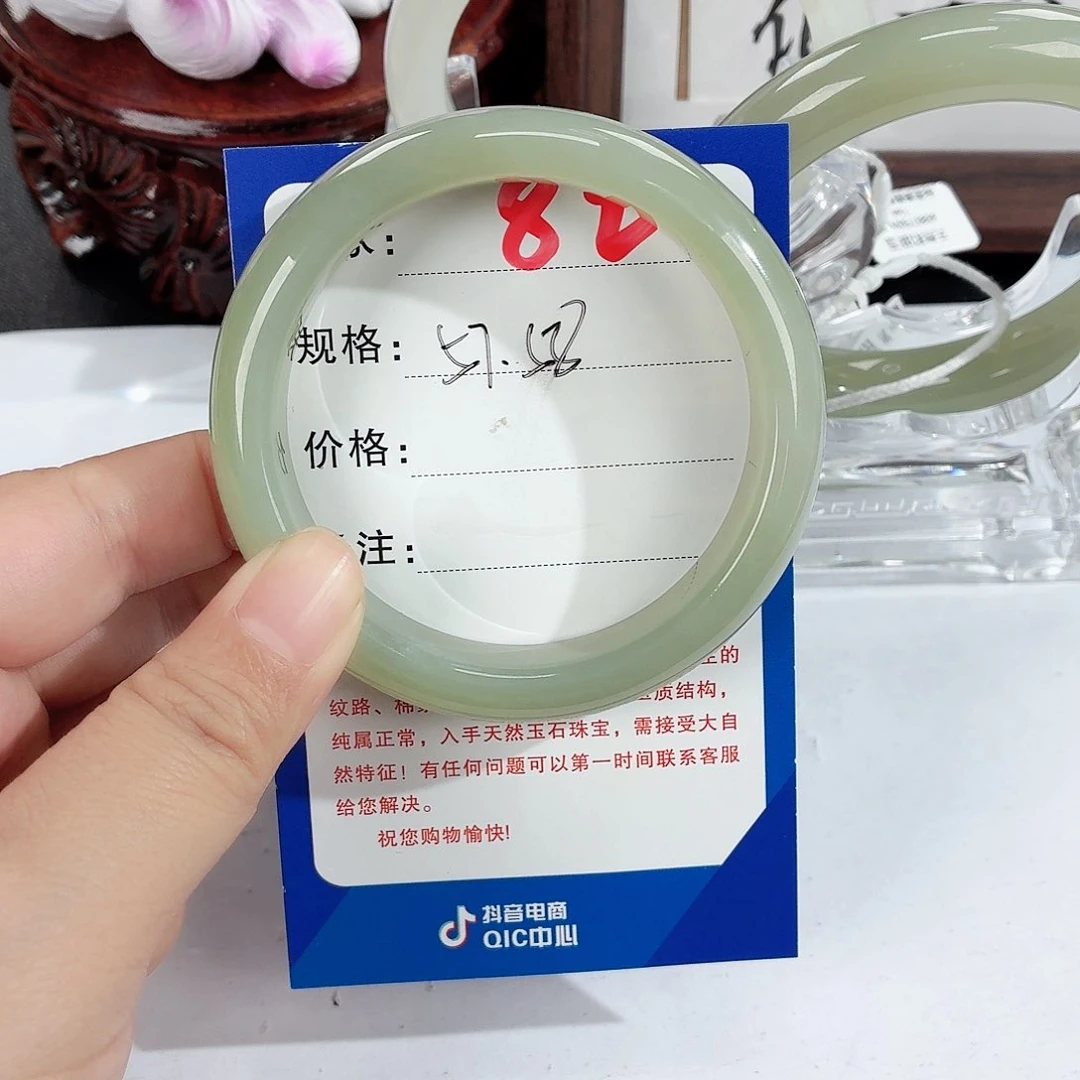 82
规格：
价格：
注：
生的
纹路、棉
质结构，
纯属正常，入手天然玉石珠宝，需接受大自
然特征！有任何问题可以第一时间联系客服
给您解决。
祝您购物愉快!
抖音电商
QIC中心